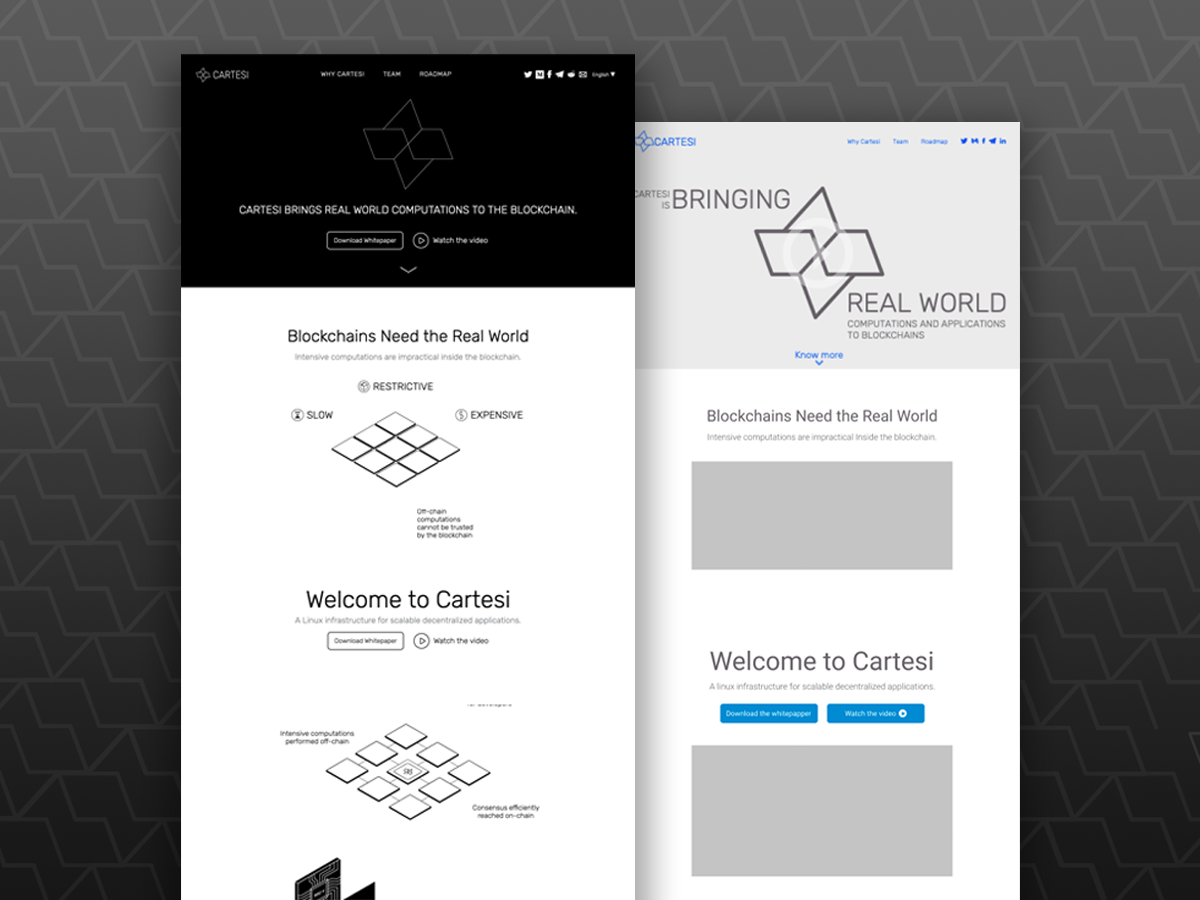 CARTESI
WHY CARTESI TEAM ROADMAP
English ▼
CARTESI BRINGS REAL WORLD COMPUTATIONS TO THE BLOCKCHAIN.
Download Whitepaper Watch the video
Blockchains Need the Real World
Intensive computations are impractical inside the blockchain.
RESTRICTIVE
SLOW
EXPENSIVE
Off-chain
computations
cannot be trusted
by the blockchain
Welcome to Cartesi
A Linux infrastructure for scalable decentralized applications.
Download Whitepaper Watch the video
for developers
Intensive computations
performed off-chain
Consensus efficiently
reached on-chain
CARTESI
Why Cartesi Team Roadmap
CARTESI
IS BRINGING
REAL WORLD
COMPUTATIONS AND APPLICATIONS
TO BLOCKCHAINS
Know more
Blockchains Need the Real World
Intensive computations are impractical Inside the blockchain.
Welcome to Cartesi
A linux infrastructure for scalable decentralized applications.
Download the whitepapper Watch the video